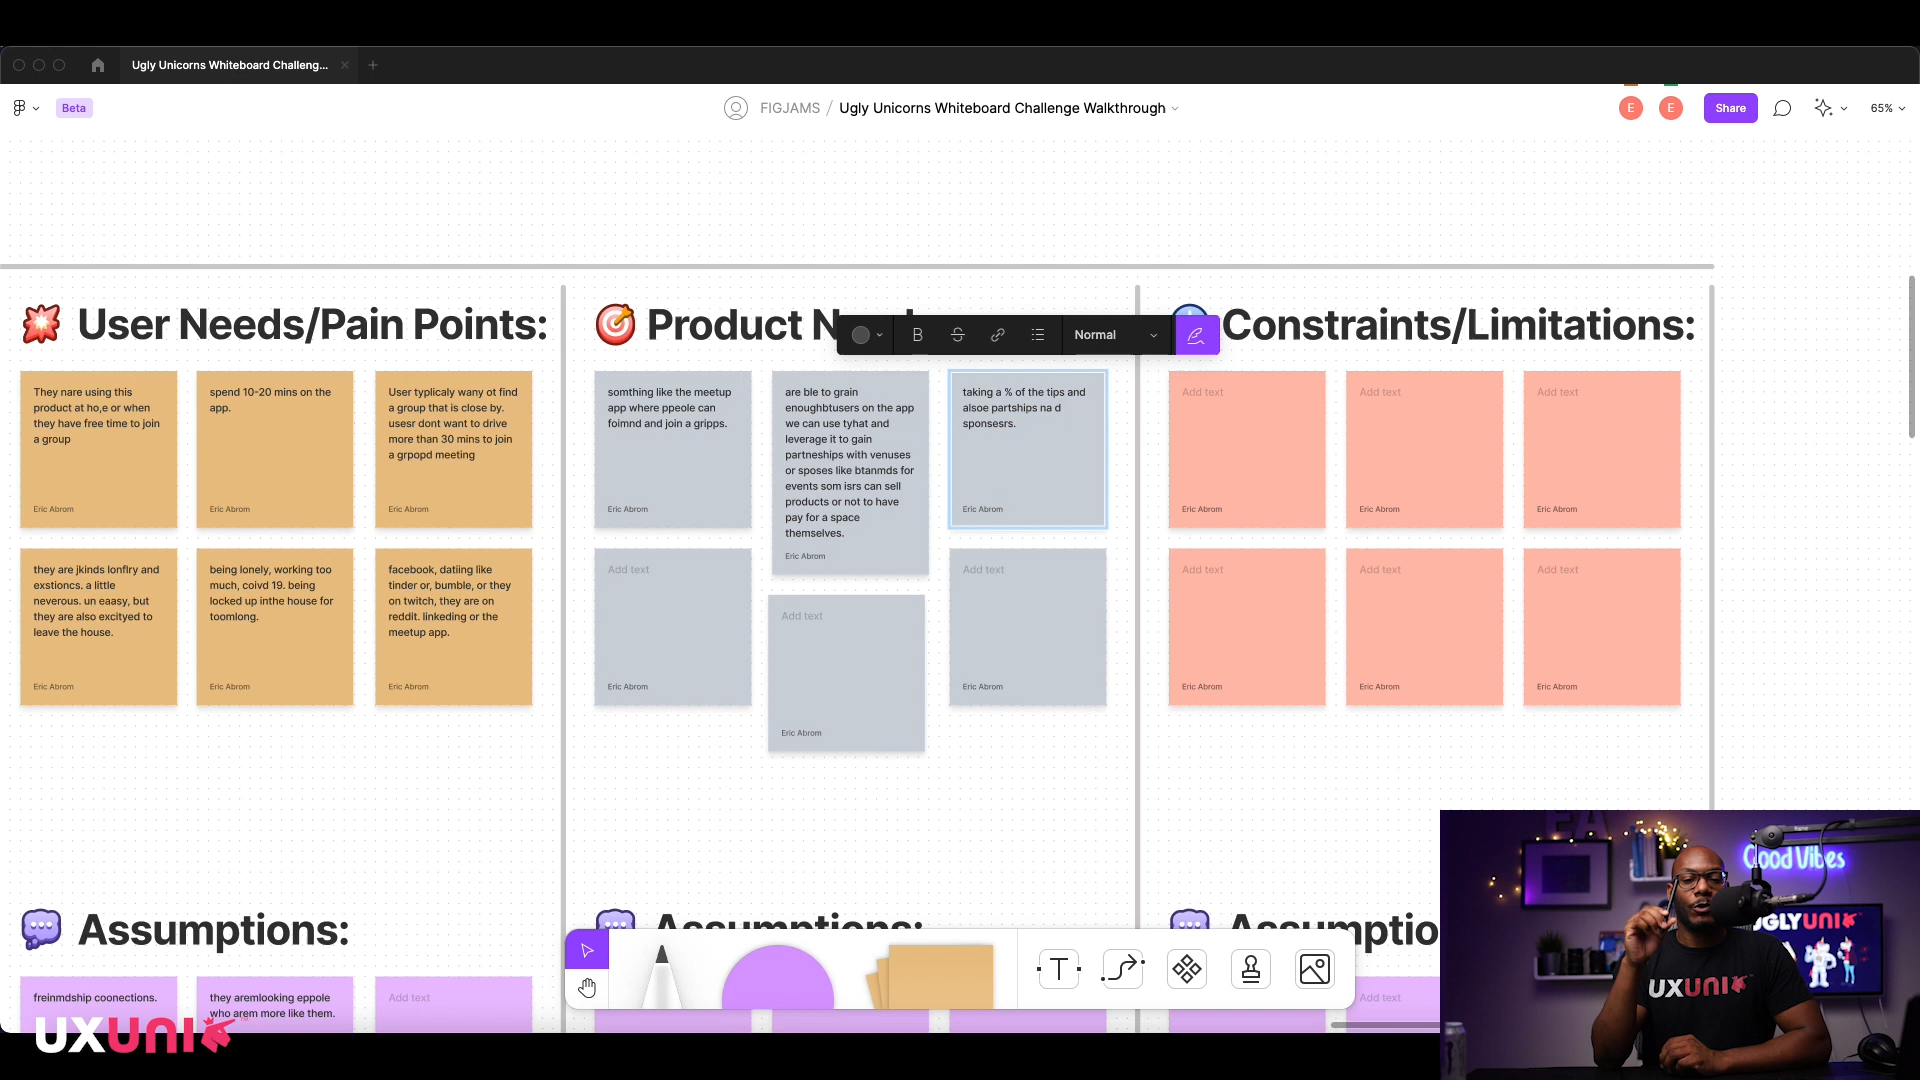 Ugly Unicorns Whiteboard Challeng...
Beta
FIGJAMS / Ugly Unicorns Whiteboard Challenge Walkthrough
E
E
Share
65%
User Needs/Pain Points:
They nare using this
product at ho,e or when
they have free time to join
a group
Eric Abrom
spend 10-20 mins on the
app.
Eric Abrom
User typlicaly wany ot find
a group that is close by.
usesr dont want to drive
more than 30 mins to join
a grpopd meeting
Eric Abrom
they are jkinds lonflry and
exstioncs. a little
neverous. un eaasy, but
they are also excityed to
leave the house.
Eric Abrom
being lonely, working too
much, coivd 19. being
locked up inthe house for
toomlong.
Eric Abrom
facebook, datiing like
tinder or, bumble, or they
on twitch, they are on
reddit. linkeding or the
meetup app.
Eric Abrom
Product
Normal
somthing like the meetup
app where ppeole can
foimnd and join a gripps.
Eric Abrom
are ble to grain
enoughbtusers on the app
we can use tyhat and
leverage it to gain
partneships with venuses
or sposes like btanmds for
events som isrs can sell
products or not to have
pay for a space
themselves.
Eric Abrom
taking a % of the tips and
alsoe partships na d
sponsesrs.
Eric Abrom
Add text
Eric Abrom
Add text
Eric Abrom
Add text
Eric Abrom
Constraints/Limitations:
Add text
Eric Abrom
Add text
Eric Abrom
Add text
Eric Abrom
Add text
Eric Abrom
Add text
Eric Abrom
Add text
Eric Abrom
Assumptions:
freinmdship coonections.
they aremlooking eppole
who arem more like them.
Add text
Assumptions:
Assumptio
Add text
UXUNI
Good Vibes
UGLYUNI
UXUNI